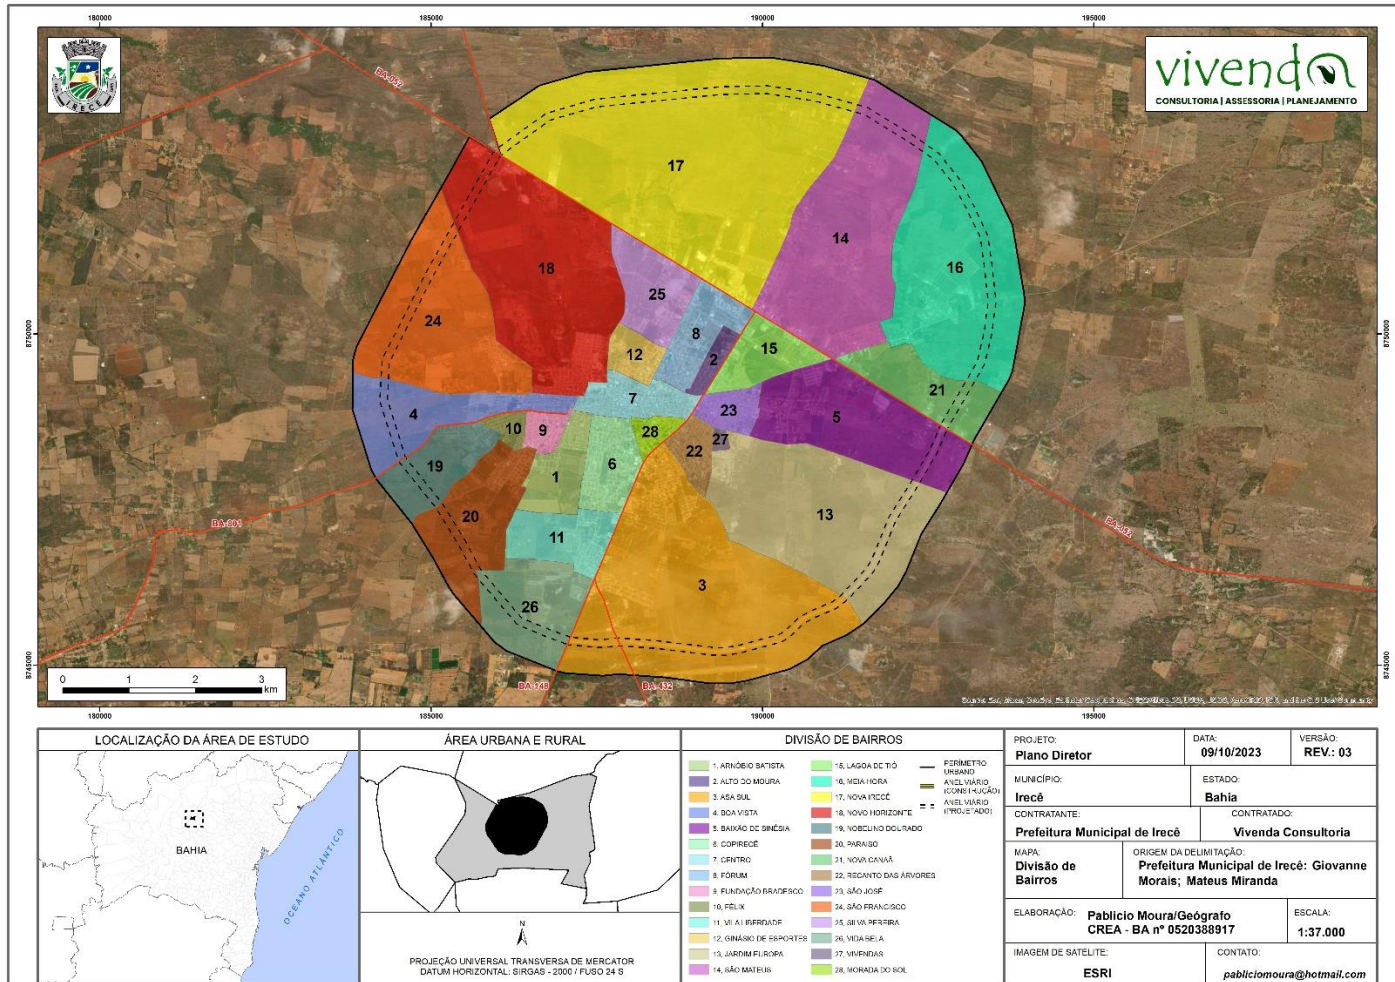 180000
185000
190000
195000
IRECÊ
vivenda
CONSULTORIA | ASSESSORIA | PLANEJAMENTO
BA-052
17
14
16
18
25
24
8
12
2
15
8750000
8750000
21
7
4
23
5
10
9
28
27
22
19
6
1
20
13
11
3
26
BA-052
8745000
8745000
0 1 2 3 km
BA-148
BA-432
180000
185000
190000
195000
LOCALIZAÇÃO DA ÁREA DE ESTUDO
BAHIA
OCEANO ATLÂNTICO
ÁREA URBANA E RURAL
N
PROJEÇÃO UNIVERSAL TRANSVERSA DE MERCATOR
DATUM HORIZONTAL: SIRGAS - 2000 / FUSO 24 S
DIVISÃO DE BAIRROS
1, ARNÓBIO BATISTA
2, ALTO DO MOURA
3, ASA SUL
4, BOA VISTA
5, BAIXÃO DE SINÉSIA
6, COPIRECÊ
7, CENTRO
8, FÓRUM
9, FUNDAÇÃO BRADESCO
10, FÉLIX
11, VILA LIBERDADE
12, GINÁSIO DE ESPORTES
13, JARDIM EUROPA
14, SÃO MATEUS
15, LAGOA DE TIÓ
16, MEIA HORA
17, NOVA IRECÊ
18, NOVO HORIZONTE
19, NOBELINO DOURADO
20, PARAISO
21, NOVA CANAÃ
22, RECANTO DAS ÁRVORES
23, SÃO JOSÉ
24, SÃO FRANCISCO
25, SILVA PEREIRA
26, VIDA BELA
27, VIVENDAS
28, MORADA DO SOL
PERÍMETRO
URBANO
ANEL VIÁRIO
(CONSTRUÇÃO)
ANEL VIÁRIO
(PROJETADO)
PROJETO:
Plano Diretor
DATA:
09/10/2023
VERSÃO:
REV.: 03
MUNICÍPIO:
Irecê
ESTADO:
Bahia
CONTRATANTE:
Prefeitura Municipal de Irecê
CONTRATADO:
Vivenda Consultoria
MAPA:
Divisão de
Bairros
ORIGEM DA DELIMITAÇÃO:
Prefeitura Municipal de Irecê: Giovanne
Morais; Mateus Miranda
ELABORAÇÃO: Pablicio Moura/Geógrafo
CREA - BA nº 0520388917
ESCALA:
1:37.000
IMAGEM DE SATÉLITE:
ESRI
CONTATO:
pabliciomoura@hotmail.com